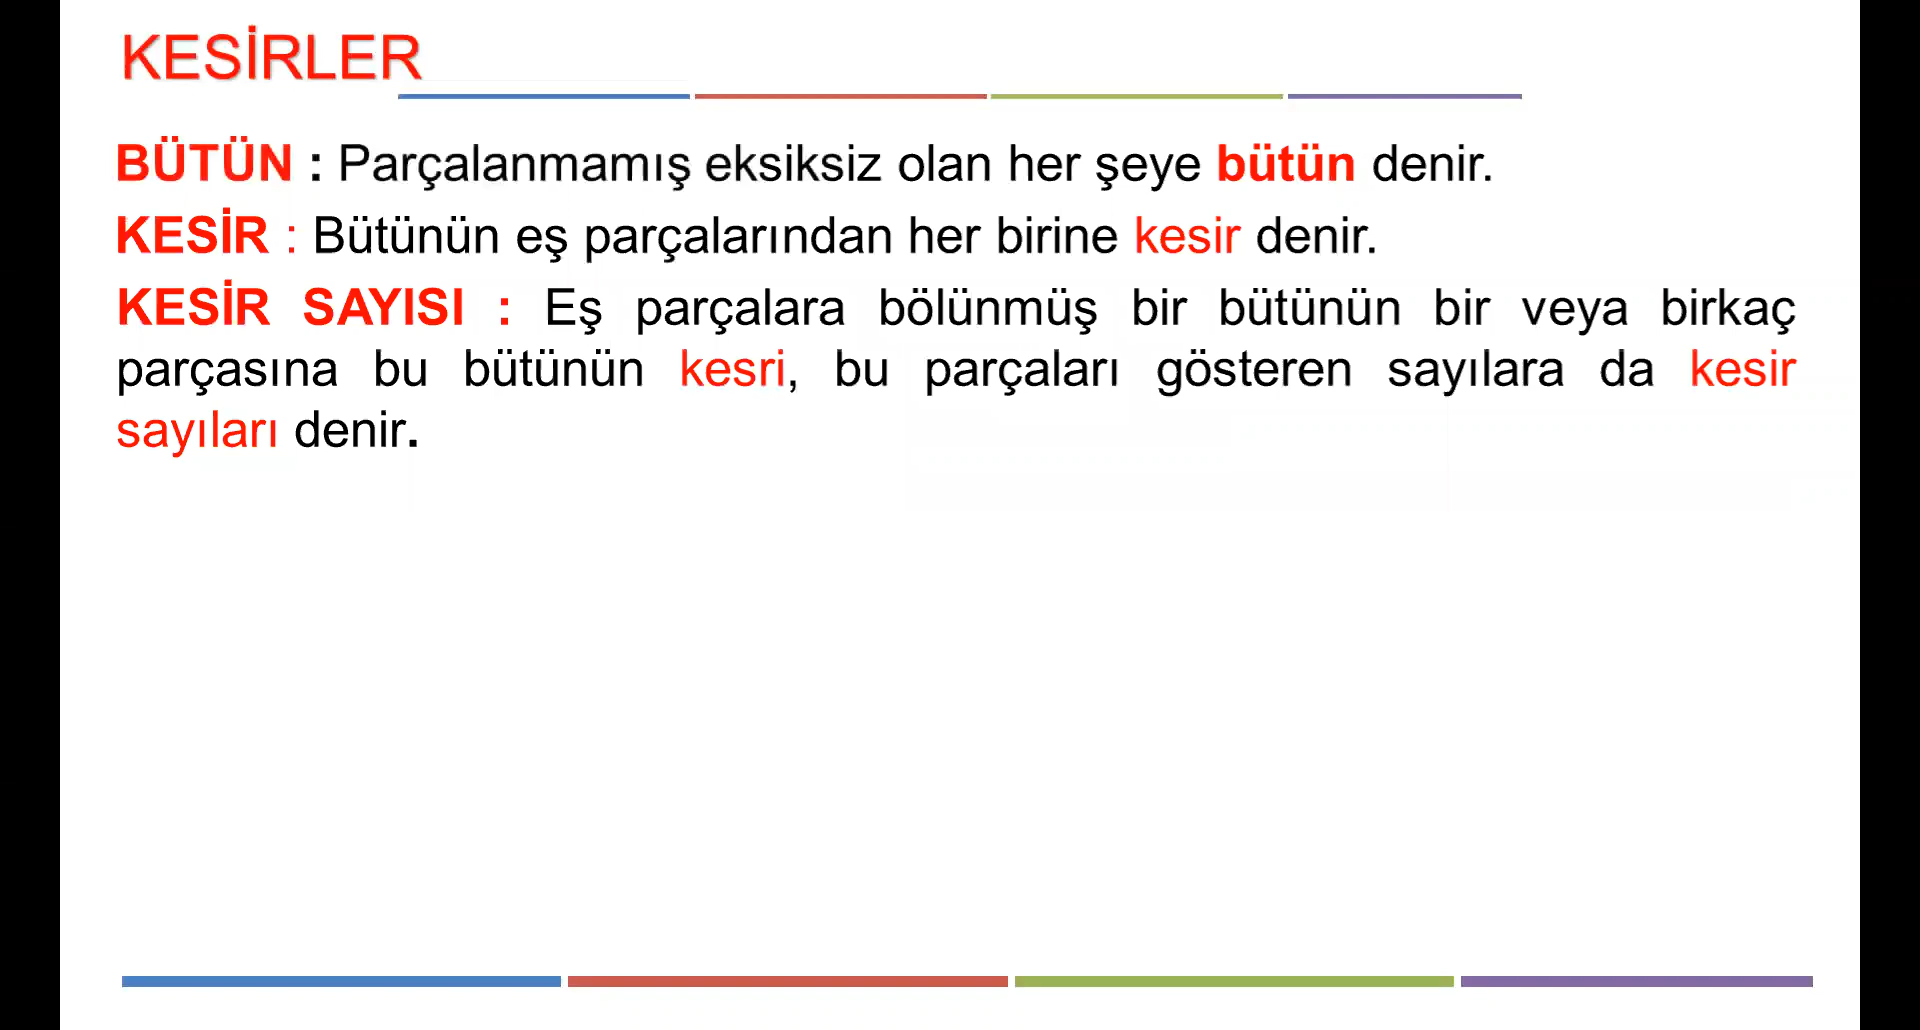 KESİRLER
BÜTÜN : Parçalanmamış eksiksiz olan her şeye bütün denir.
KESİR : Bütünün eş parçalarından her birine kesir denir.
KESİR SAYISI : Eş parçalara bölünmüş bir bütünün bir veya birkaç
parçasına bu bütünün kesri, bu parçaları gösteren sayılara da kesir
sayıları denir.